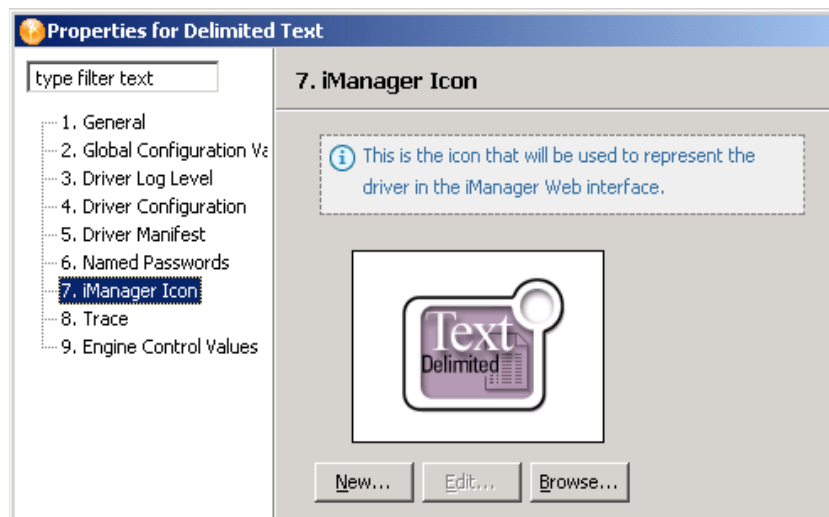 Properties for Delimited Text
type filter text
1. General
2. Global Configuration Va
3. Driver Log Level
4. Driver Configuration
5. Driver Manifest
6. Named Passwords
7. iManager Icon
8. Trace
9. Engine Control Values
7. iManager Icon
This is the icon that will be used to represent the
driver in the iManager Web interface.
Text
Delimited
New... Edit... Browse...